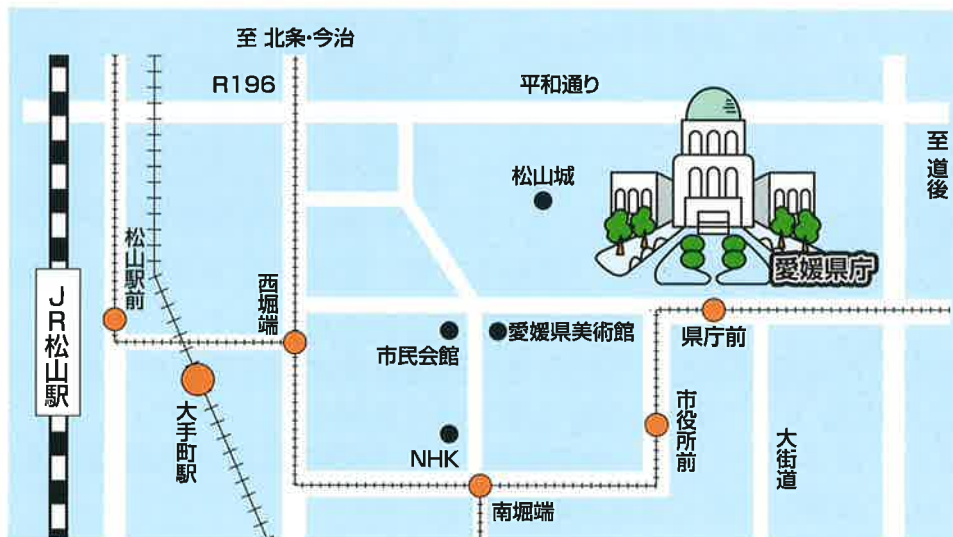 至 北条・今治
R196
平和通り
至 道後
松山城
松山駅前
西堀端
愛媛県庁
JR松山駅
市民会館
愛媛県美術館
県庁前
大手町駅
市役所前
大街道
NHK
南堀端